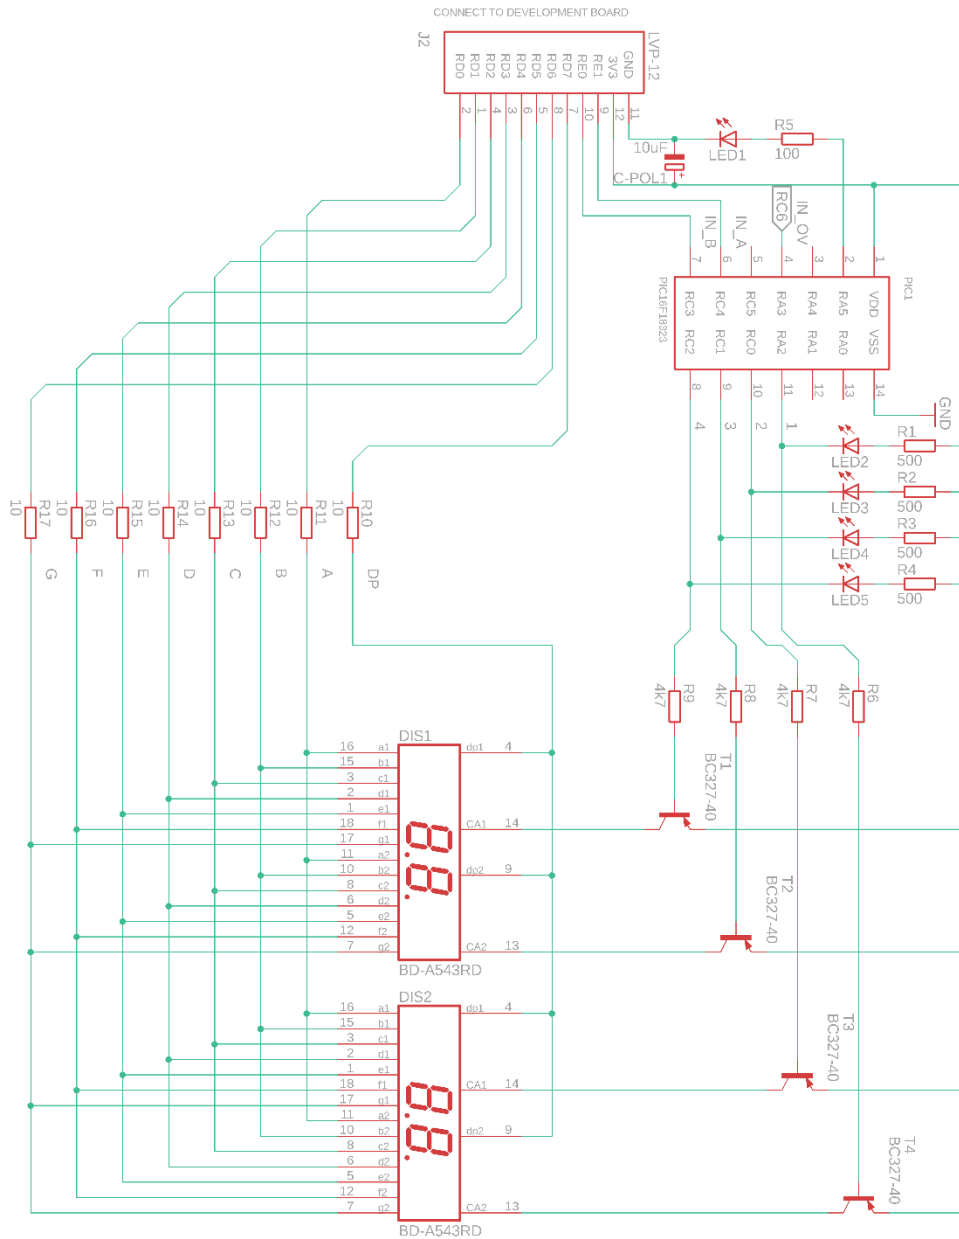 CONNECT TO DEVELOPMENT BOARD
J2
LVP-12
RD0
RD1
RD2
RD3
RD4
RD5
RD6
RD7
RE0
RE1
3V3
GND
2
1
4
3
6
5
8
7
10
9
12
11
10uF
C-POL1
+
LED1
R5
100
IN_B
IN_A
RC6
IN_OV
7
6
5
4
3
2
1
PIC16F18323
PIC1
RC3
RC4
RC5
RA3
RA4
RA5
VDD
RC2
RC1
RC0
RA2
RA1
RA0
VSS
8
9
10
11
12
13
14
GND
4
3
2
1
LED2
R1
500
LED3
R2
500
LED4
R3
500
LED5
R4
500
R17
10
R16
10
R15
10
R14
10
R13
10
R12
10
R11
10
R10
10
G
F
E
D
C
B
A
DP
R9
4k7
R8
4k7
R7
4k7
R6
4k7
DIS1
16 a1
15 b1
3 c1
2 d1
1 e1
18 f1
17 g1
11 a2
10 b2
8 c2
6 d2
5 e2
12 f2
7 g2
dp1 4
CA1 14
dp2 9
CA2 13
BD-A543RD
T1
BC327-40
T2
BC327-40
DIS2
16 a1
15 b1
3 c1
2 d1
1 e1
18 f1
17 g1
11 a2
10 b2
8 c2
6 d2
5 e2
12 f2
7 g2
dp1 4
CA1 14
dp2 9
CA2 13
BD-A543RD
T3
BC327-40
T4
BC327-40